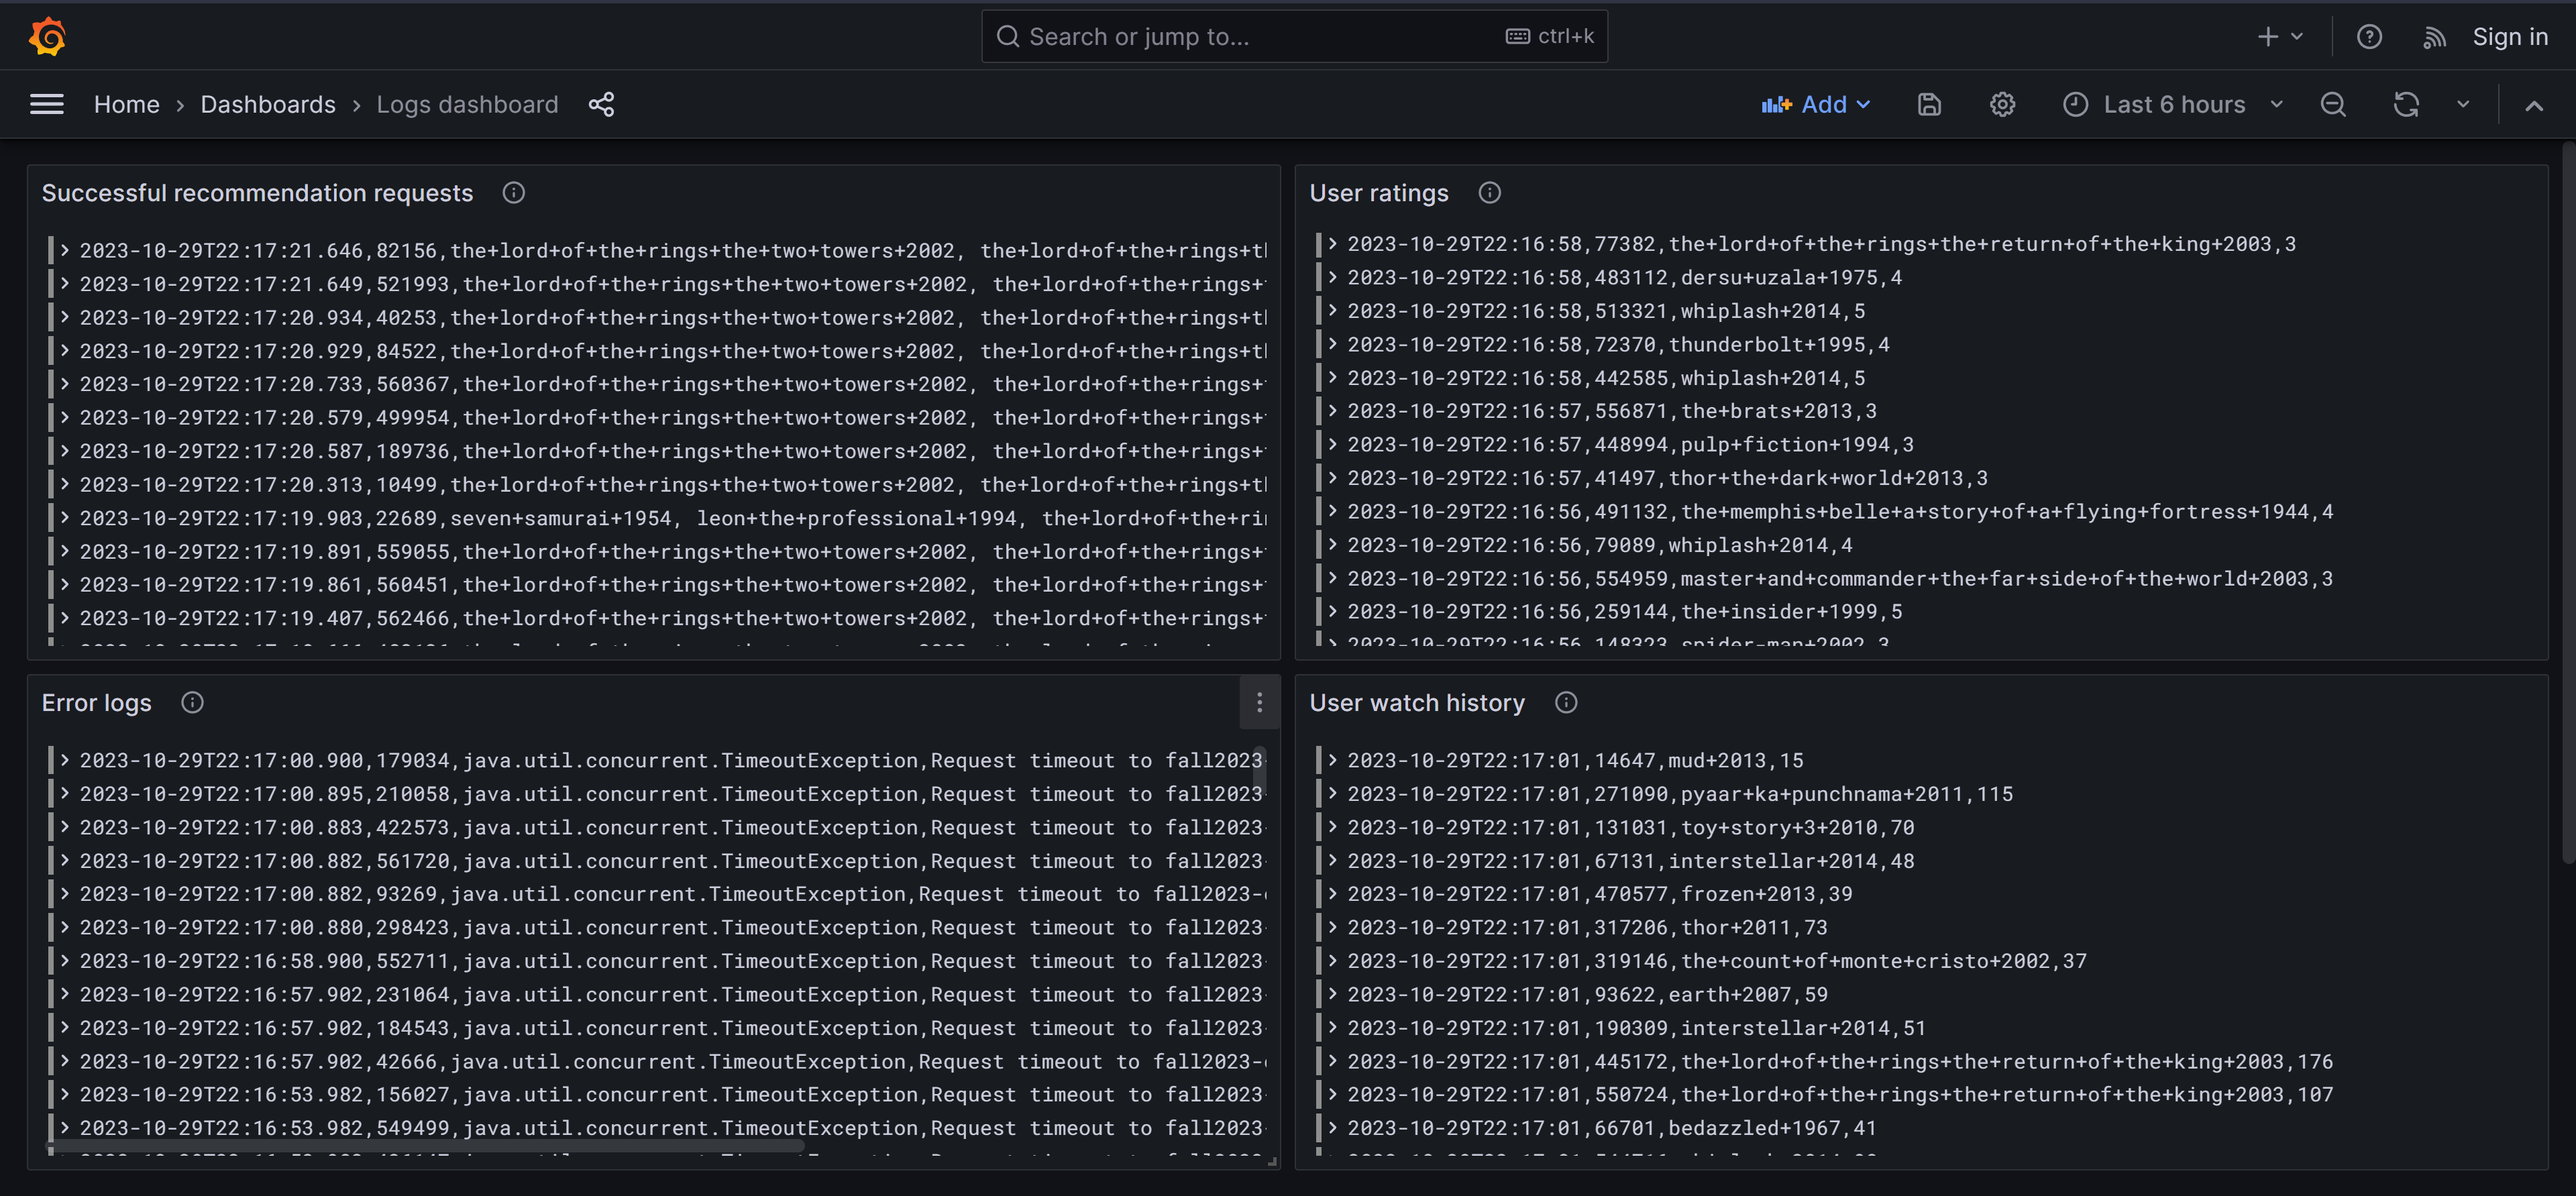 Search or jump to...
ctrl+k
Sign in
Home › Dashboards › Logs dashboard
Add
Last 6 hours
Successful recommendation requests
2023-10-29T22:17:21.646,82156,the+lord+of+the+rings+the+two+towers+2002, the+lord+of+the+rings+t
2023-10-29T22:17:21.649,521993,the+lord+of+the+rings+the+two+towers+2002, the+lord+of+the+rings+
2023-10-29T22:17:20.934,40253,the+lord+of+the+rings+the+two+towers+2002, the+lord+of+the+rings+t
2023-10-29T22:17:20.929,84522,the+lord+of+the+rings+the+two+towers+2002, the+lord+of+the+rings+t
2023-10-29T22:17:20.733,560367,the+lord+of+the+rings+the+two+towers+2002, the+lord+of+the+rings+
2023-10-29T22:17:20.579,499954,the+lord+of+the+rings+the+two+towers+2002, the+lord+of+the+rings+
2023-10-29T22:17:20.587,189736,the+lord+of+the+rings+the+two+towers+2002, the+lord+of+the+rings+
2023-10-29T22:17:20.313,10499,the+lord+of+the+rings+the+two+towers+2002, the+lord+of+the+rings+t
2023-10-29T22:17:19.903,22689,seven+samurai+1954, leon+the+professional+1994, the+lord+of+the+ri
2023-10-29T22:17:19.891,559055,the+lord+of+the+rings+the+two+towers+2002, the+lord+of+the+rings+
2023-10-29T22:17:19.861,560451,the+lord+of+the+rings+the+two+towers+2002, the+lord+of+the+rings+
2023-10-29T22:17:19.407,562466,the+lord+of+the+rings+the+two+towers+2002, the+lord+of+the+rings+
User ratings
2023-10-29T22:16:58,77382,the+lord+of+the+rings+the+return+of+the+king+2003,3
2023-10-29T22:16:58,483112,dersu+uzala+1975,4
2023-10-29T22:16:58,513321,whiplash+2014,5
2023-10-29T22:16:58,72370,thunderbolt+1995,4
2023-10-29T22:16:58,442585,whiplash+2014,5
2023-10-29T22:16:57,556871,the+brats+2013,3
2023-10-29T22:16:57,448994,pulp+fiction+1994,3
2023-10-29T22:16:57,41497,thor+the+dark+world+2013,3
2023-10-29T22:16:56,491132,the+memphis+belle+a+story+of+a+flying+fortress+1944,4
2023-10-29T22:16:56,79089,whiplash+2014,4
2023-10-29T22:16:56,554959,master+and+commander+the+far+side+of+the+world+2003,3
2023-10-29T22:16:56,259144,the+insider+1999,5
2023-10-29T22:16:56,148323,spider-man+2002,3
Error logs
2023-10-29T22:17:00.900,179034,java.util.concurrent.TimeoutException,Request timeout to fall2023-
2023-10-29T22:17:00.895,210058,java.util.concurrent.TimeoutException,Request timeout to fall2023-
2023-10-29T22:17:00.883,422573,java.util.concurrent.TimeoutException,Request timeout to fall2023-
2023-10-29T22:17:00.882,561720,java.util.concurrent.TimeoutException,Request timeout to fall2023-
2023-10-29T22:17:00.882,93269,java.util.concurrent.TimeoutException,Request timeout to fall2023-
2023-10-29T22:17:00.880,298423,java.util.concurrent.TimeoutException,Request timeout to fall2023-
2023-10-29T22:16:58.900,552711,java.util.concurrent.TimeoutException,Request timeout to fall2023-
2023-10-29T22:16:57.902,231064,java.util.concurrent.TimeoutException,Request timeout to fall2023-
2023-10-29T22:16:57.902,184543,java.util.concurrent.TimeoutException,Request timeout to fall2023-
2023-10-29T22:16:57.902,42666,java.util.concurrent.TimeoutException,Request timeout to fall2023-
2023-10-29T22:16:53.982,156027,java.util.concurrent.TimeoutException,Request timeout to fall2023-
2023-10-29T22:16:53.982,549499,java.util.concurrent.TimeoutException,Request timeout to fall2023-
User watch history
2023-10-29T22:17:01,14647,mud+2013,15
2023-10-29T22:17:01,271090,pyaar+ka+punchnama+2011,115
2023-10-29T22:17:01,131031,toy+story+3+2010,70
2023-10-29T22:17:01,67131,interstellar+2014,48
2023-10-29T22:17:01,470577,frozen+2013,39
2023-10-29T22:17:01,317206,thor+2011,73
2023-10-29T22:17:01,319146,the+count+of+monte+cristo+2002,37
2023-10-29T22:17:01,93622,earth+2007,59
2023-10-29T22:17:01,190309,interstellar+2014,51
2023-10-29T22:17:01,445172,the+lord+of+the+rings+the+return+of+the+king+2003,176
2023-10-29T22:17:01,550724,the+lord+of+the+rings+the+return+of+the+king+2003,107
2023-10-29T22:17:01,66701,bedazzled+1967,41